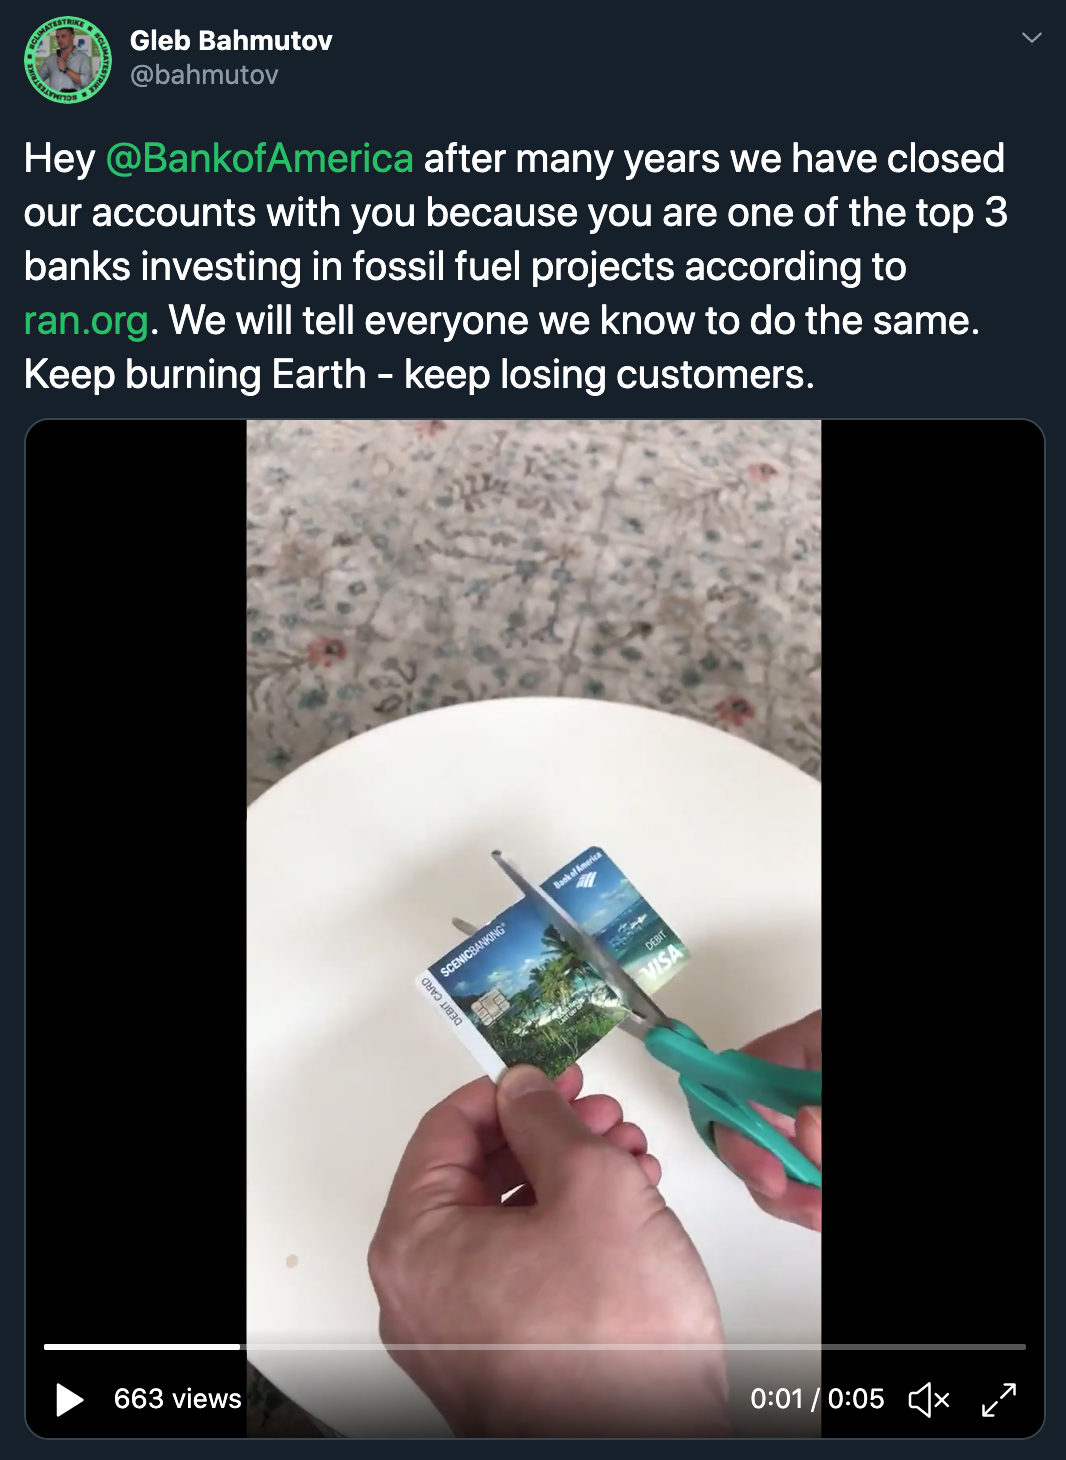 Gleb Bahmutov
@bahmutov
Hey @BankofAmerica after many years we have closed
our accounts with you because you are one of the top 3
banks investing in fossil fuel projects according to
ran.org. We will tell everyone we know to do the same.
Keep burning Earth - keep losing customers.
Bank of America
SCENICBANKING
DEBIT CARD
DEBIT
VISA
663 views
0:01 / 0:05